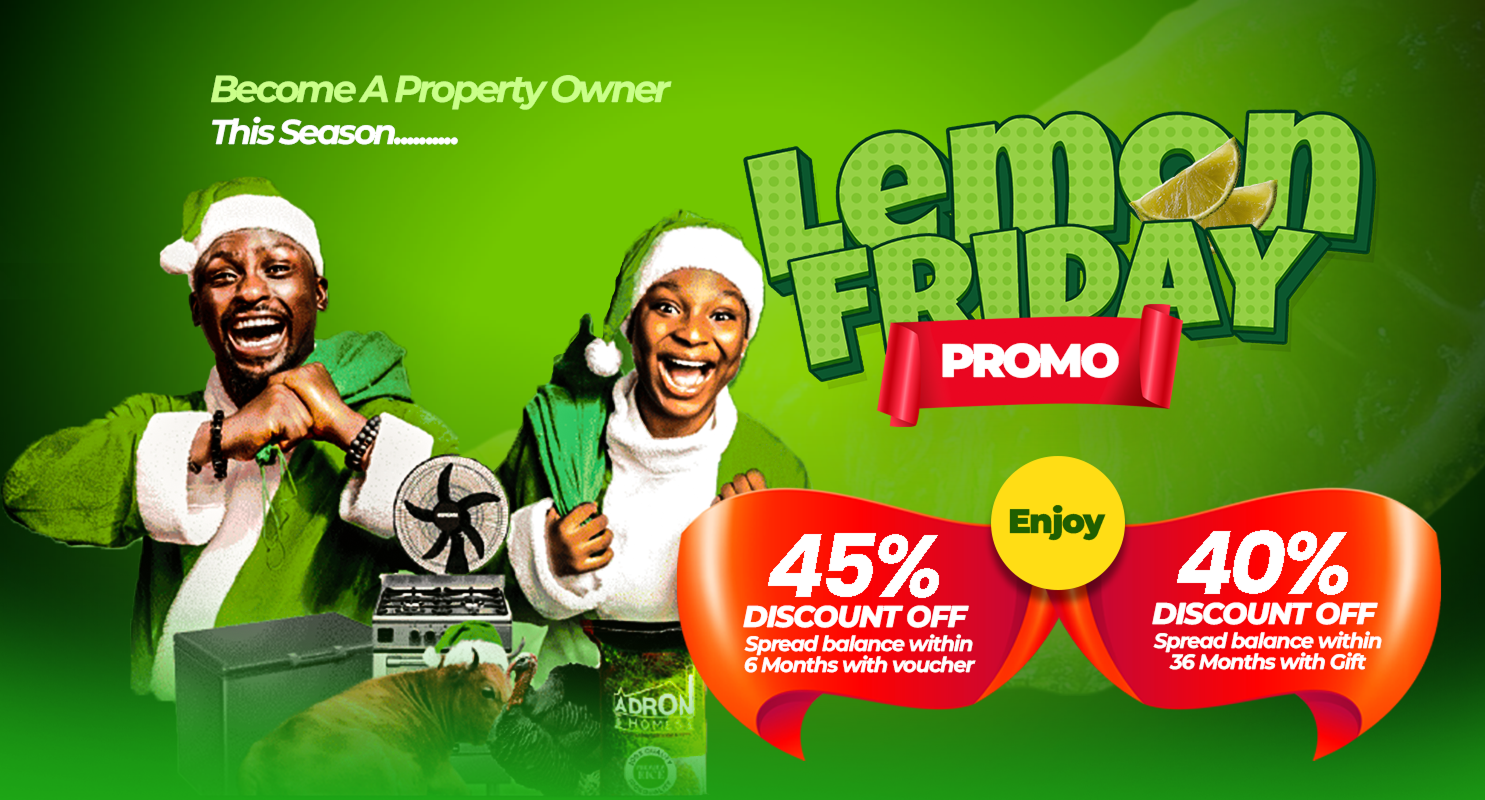 Become A Property Owner
This Season..........
Lemon
FRIDAY
PROMO
Enjoy
45%
DISCOUNT OFF
Spread balance within
6 Months with voucher
40%
DISCOUNT OFF
Spread balance within
36 Months with Gift
ADRON
HOMES
RICE